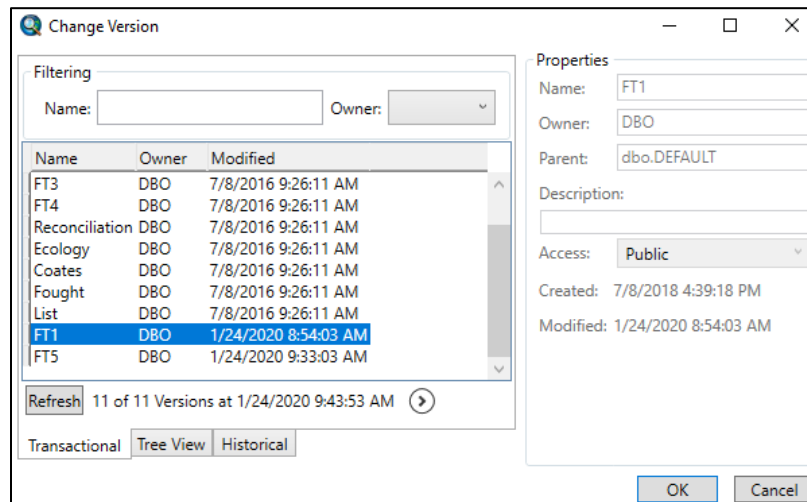 Change Version
Filtering
Name:
Owner:
Name Owner Modified
FT3 DBO 7/8/2016 9:26:11 AM
FT4 DBO 7/8/2016 9:26:11 AM
Reconciliation DBO 7/8/2016 9:26:11 AM
Ecology DBO 7/8/2016 9:26:11 AM
Coates DBO 7/8/2016 9:26:11 AM
Fought DBO 7/8/2016 9:26:11 AM
List DBO 7/8/2016 9:26:11 AM
FT1 DBO 1/24/2020 8:54:03 AM
FT5 DBO 1/24/2020 9:33:03 AM
Refresh 11 of 11 Versions at 1/24/2020 9:43:53 AM
Transactional Tree View Historical
Properties
Name: FT1
Owner: DBO
Parent: dbo.DEFAULT
Description:
Access: Public
Created: 7/8/2018 4:39:18 PM
Modified: 1/24/2020 8:54:03 AM
OK Cancel